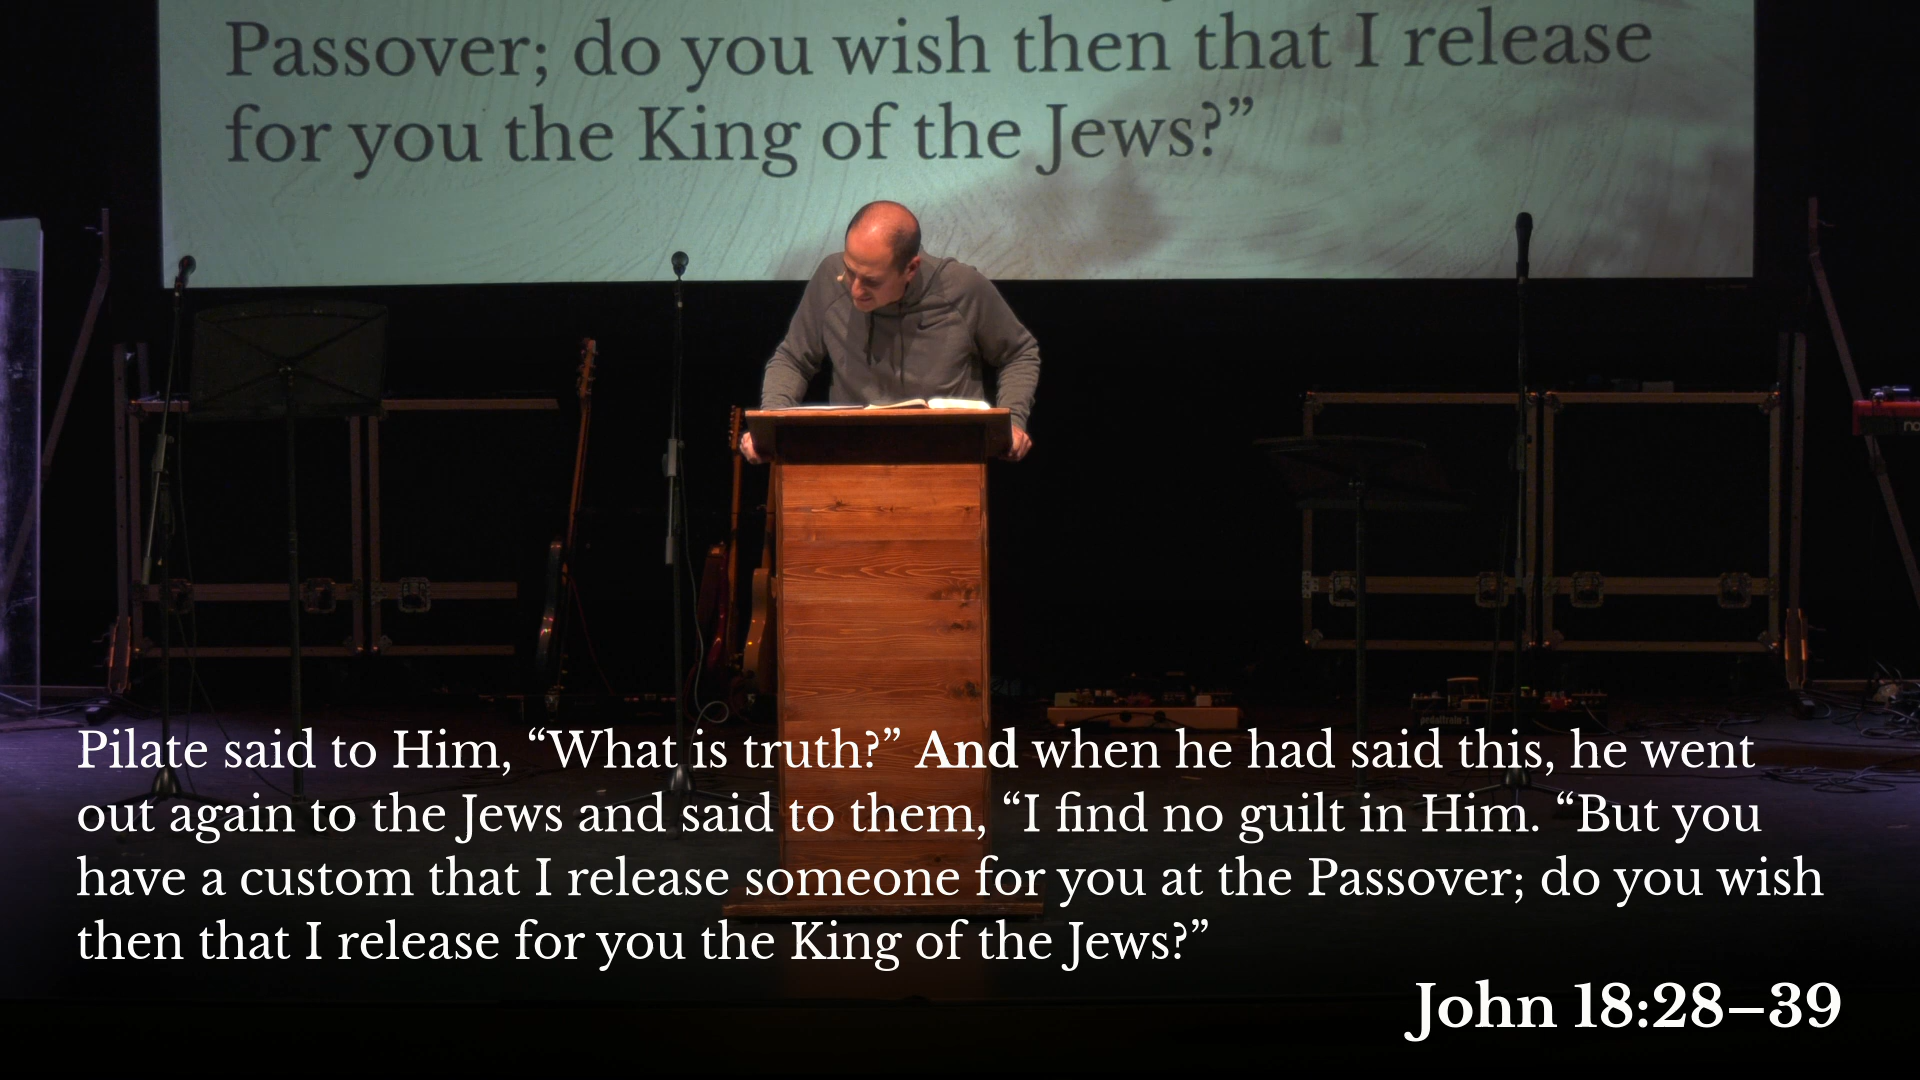 Passover; do you wish then that I release
for you the King of the Jews?”
Pilate said to Him, “What is truth?” And when he had said this, he went
out again to the Jews and said to them, “I find no guilt in Him. “But you
have a custom that I release someone for you at the Passover; do you wish
then that I release for you the King of the Jews?”
John 18:28–39